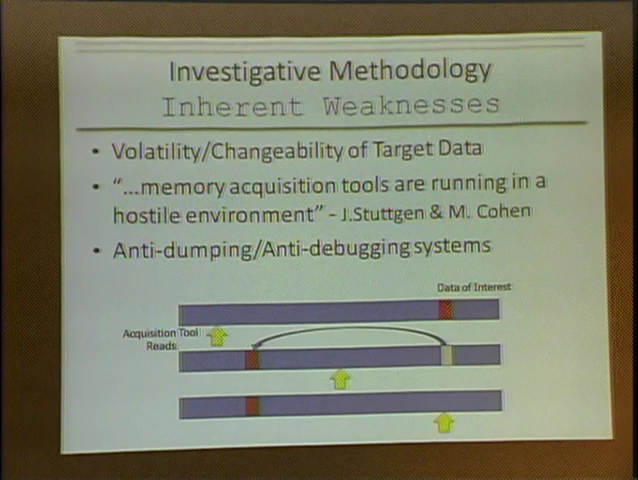 Investigative Methodology
Inherent Weaknesses
• Volatility/Changeability of Target Data
• “...memory acquisition tools are running in a
hostile environment” - J.Stuttgen & M. Cohen
• Anti-dumping/Anti-debugging systems
Data of Interest
Acquisition Tool
Reads